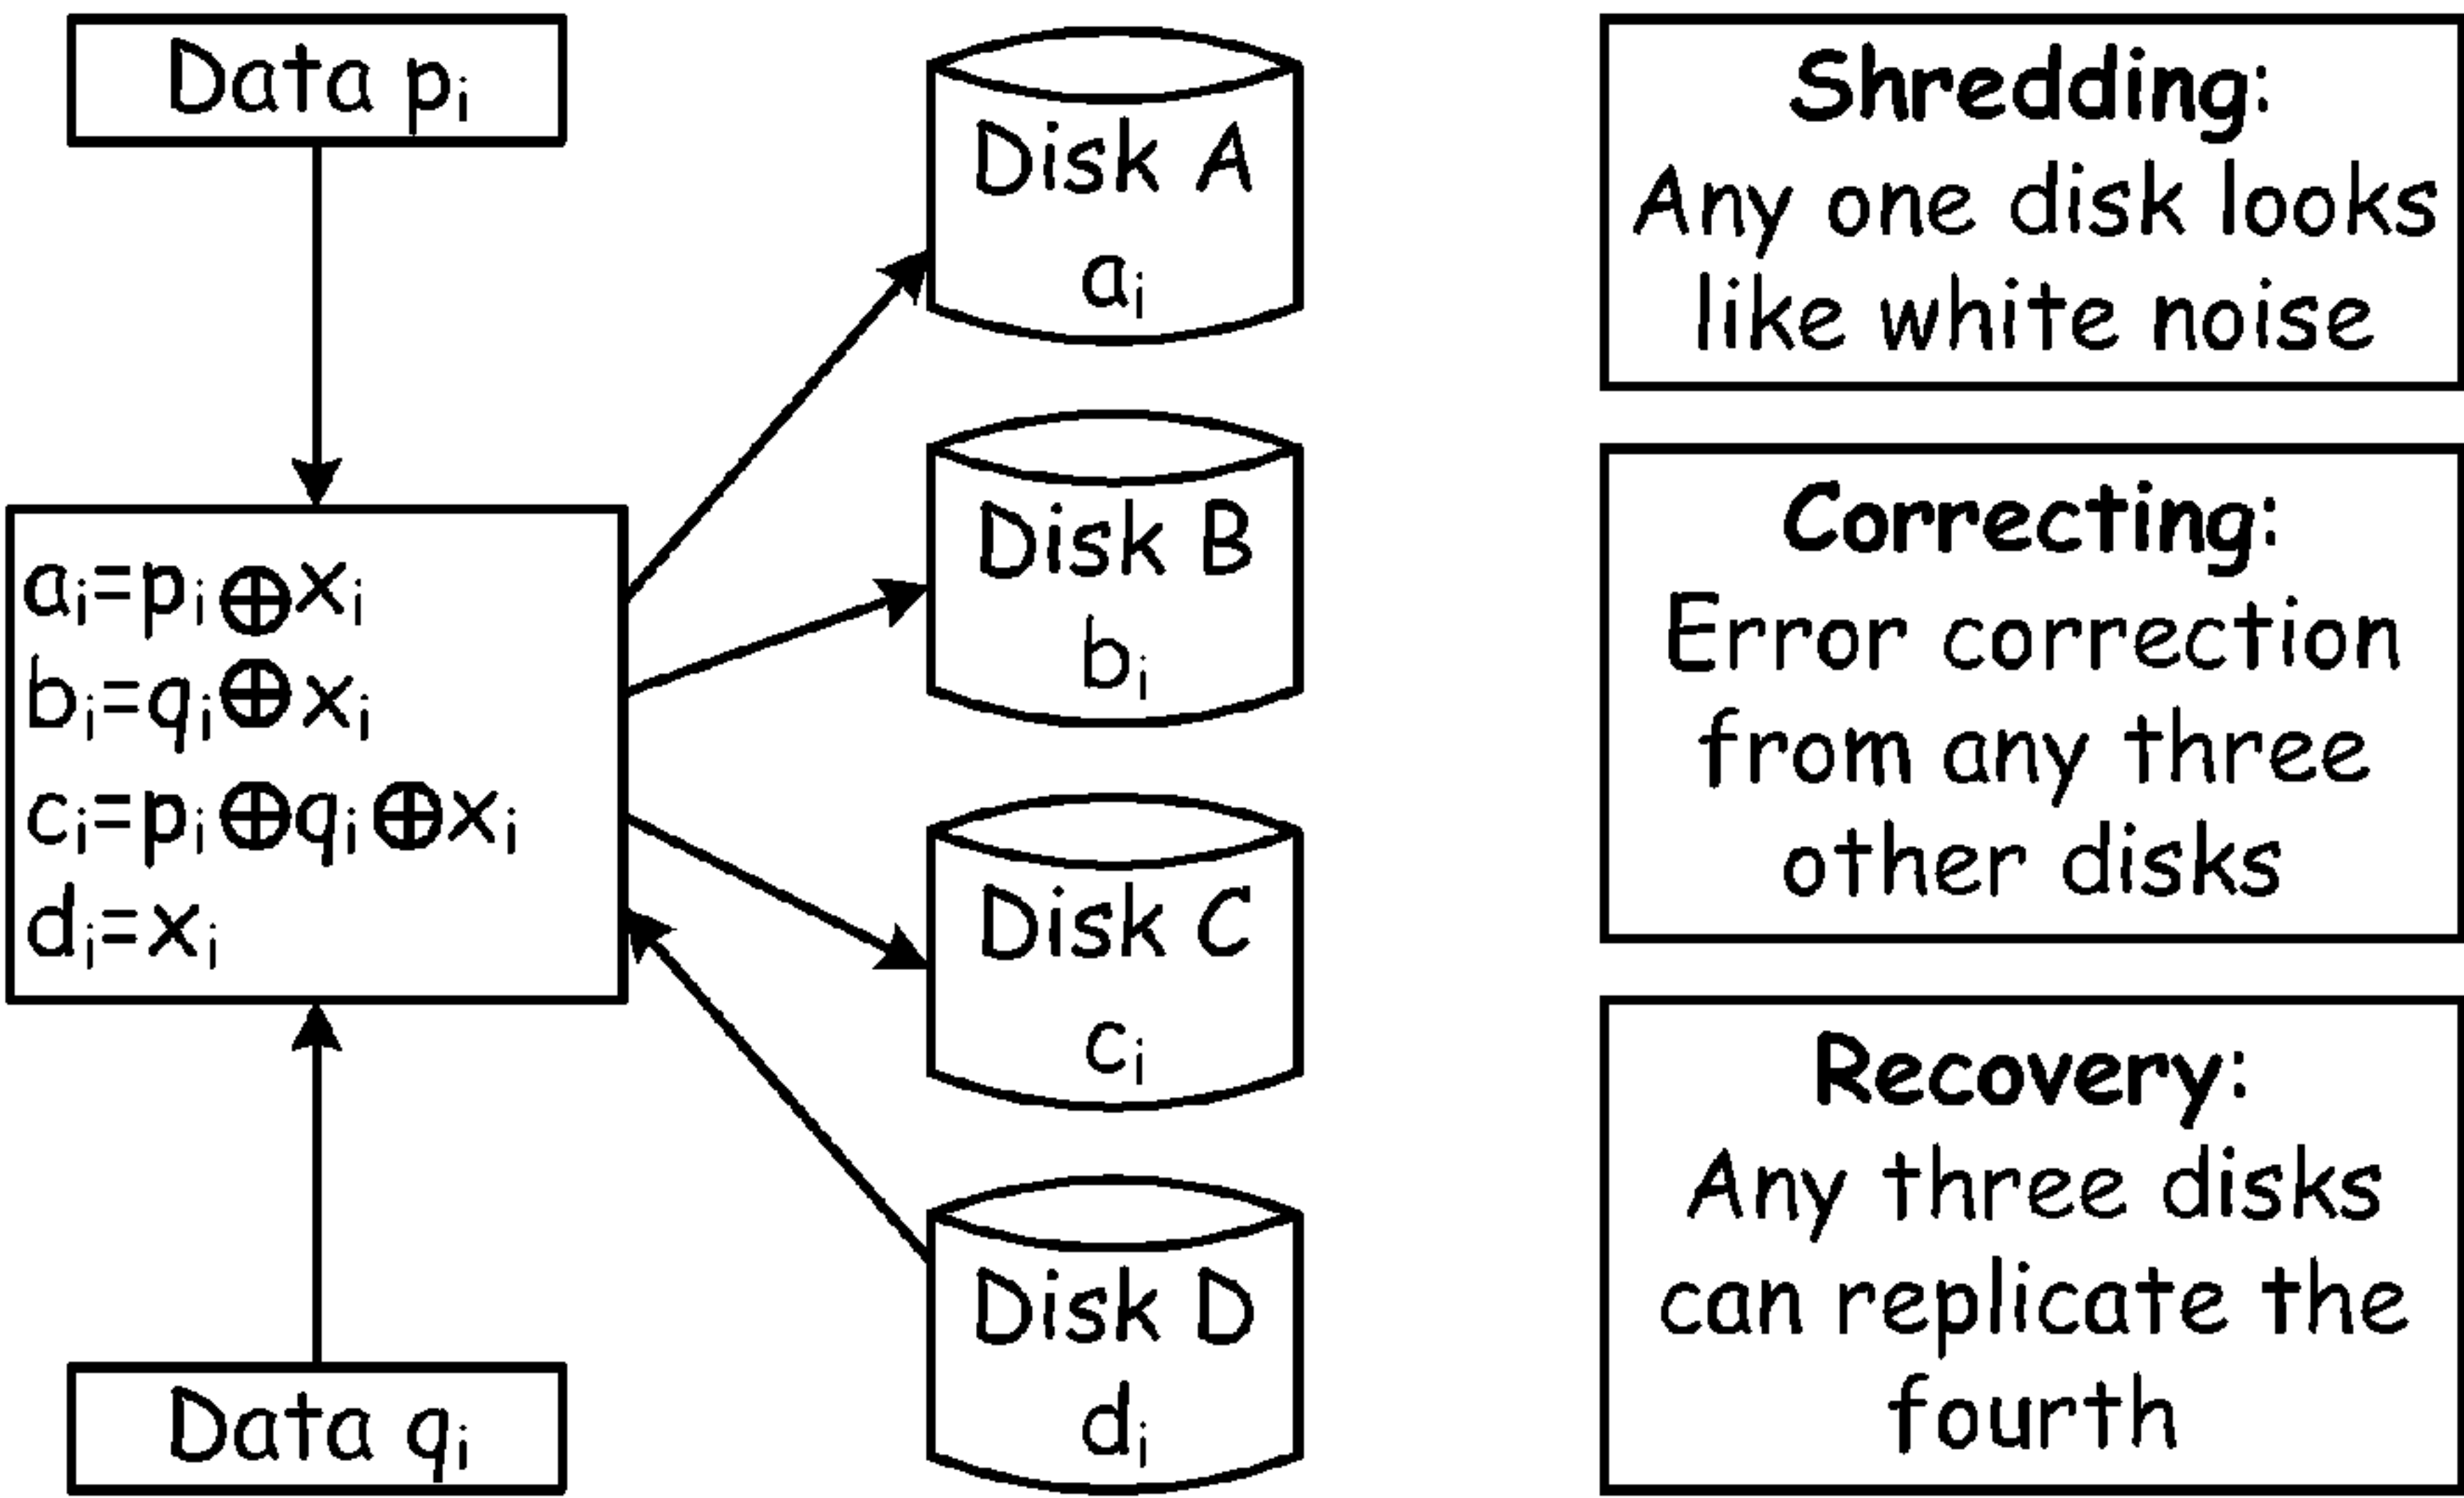 Data pᵢ
aᵢ=pᵢ⊕xᵢ
bᵢ=qᵢ⊕xᵢ
cᵢ=pᵢ⊕qᵢ⊕xᵢ
dᵢ=xᵢ
Data qᵢ
Disk A
aᵢ
Disk B
bᵢ
Disk C
cᵢ
Disk D
dᵢ
Shredding:
Any one disk looks
like white noise
Correcting:
Error correction
from any three
other disks
Recovery:
Any three disks
can replicate the
fourth